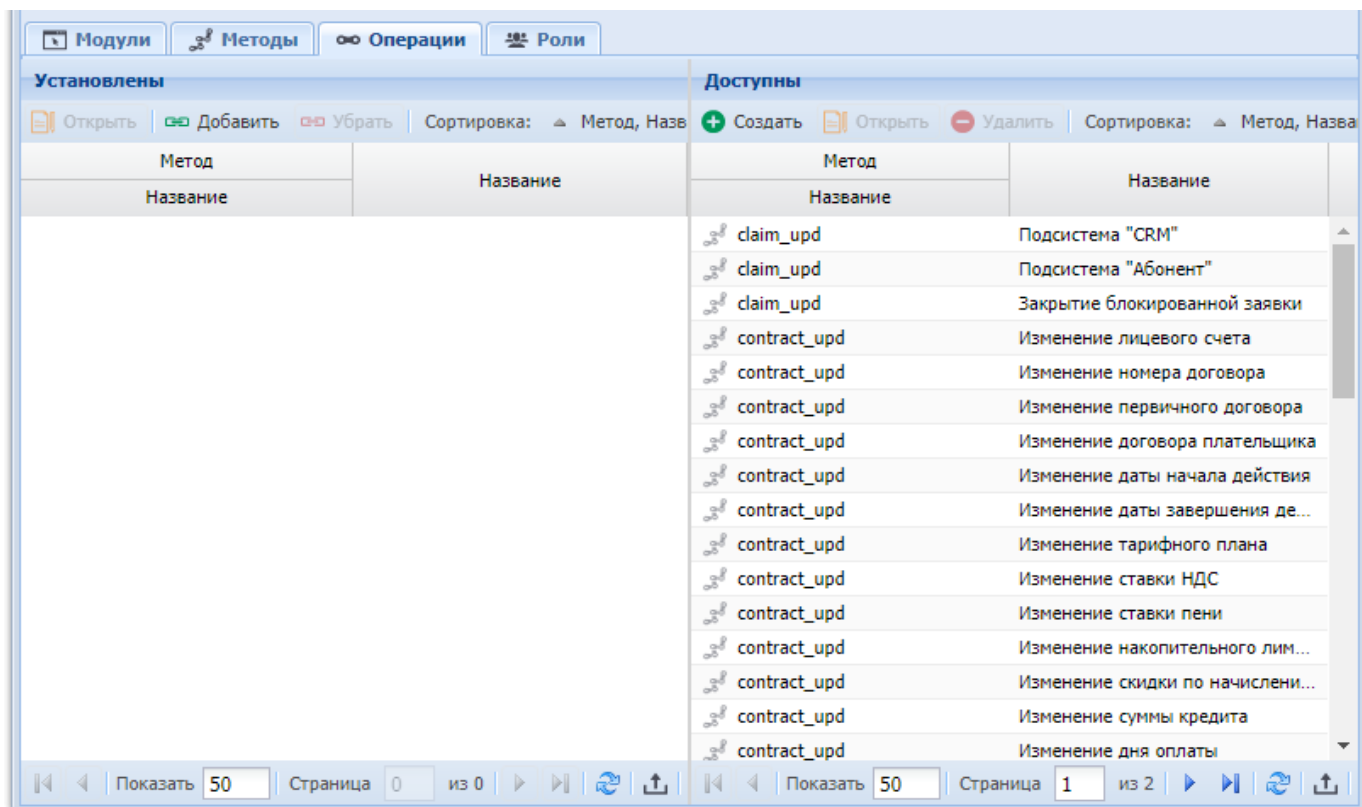 Модули Методы Операции Роли
Установлены
Открыть Добавить Убрать Сортировка: Метод, Назв
Метод
Название
Название
Показать 50 Страница 0 из 0
Доступны
Создать Открыть Удалить Сортировка: Метод, Назва
Метод
Название
Название
claim_upd Подсистема "CRM"
claim_upd Подсистема "Абонент"
claim_upd Закрытие блокированной заявки
contract_upd Изменение лицевого счета
contract_upd Изменение номера договора
contract_upd Изменение первичного договора
contract_upd Изменение договора плательщика
contract_upd Изменение даты начала действия
contract_upd Изменение даты завершения де...
contract_upd Изменение тарифного плана
contract_upd Изменение ставки НДС
contract_upd Изменение ставки пени
contract_upd Изменение накопительного лим...
contract_upd Изменение скидки по начислени...
contract_upd Изменение суммы кредита
contract_upd Изменение дня оплаты
Показать 50 Страница 1 из 2